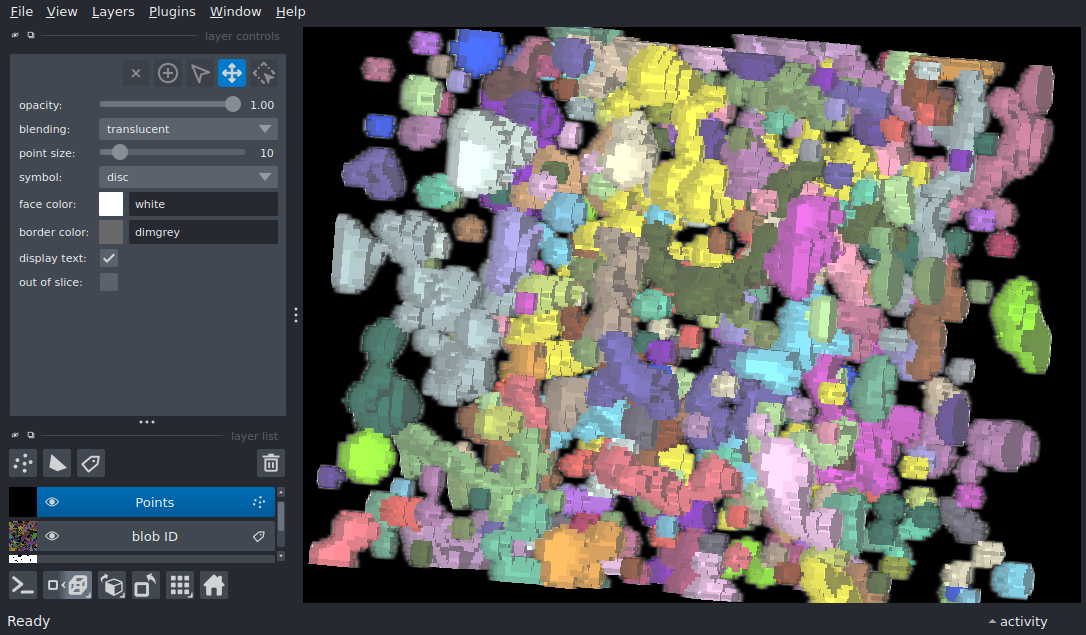 File View Layers Plugins Window Help
layer controls
opacity: 1.00
blending: translucent
point size: 10
symbol: disc
face color: white
border color: dimgrey
display text:
out of slice:
layer list
Points
blob ID
Ready activity